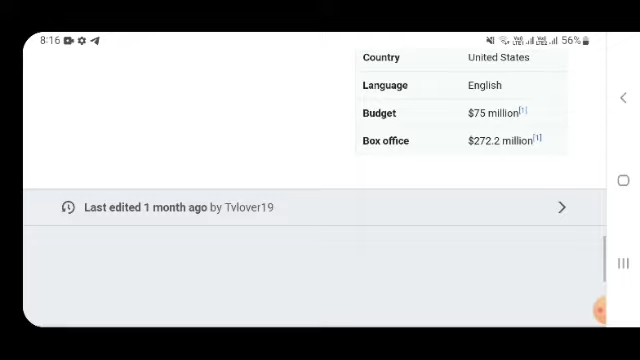 8:16 56%
Country United States
Language English
Budget $75 million[1]
Box office $272.2 million[1]
Last edited 1 month ago by Tvlover19